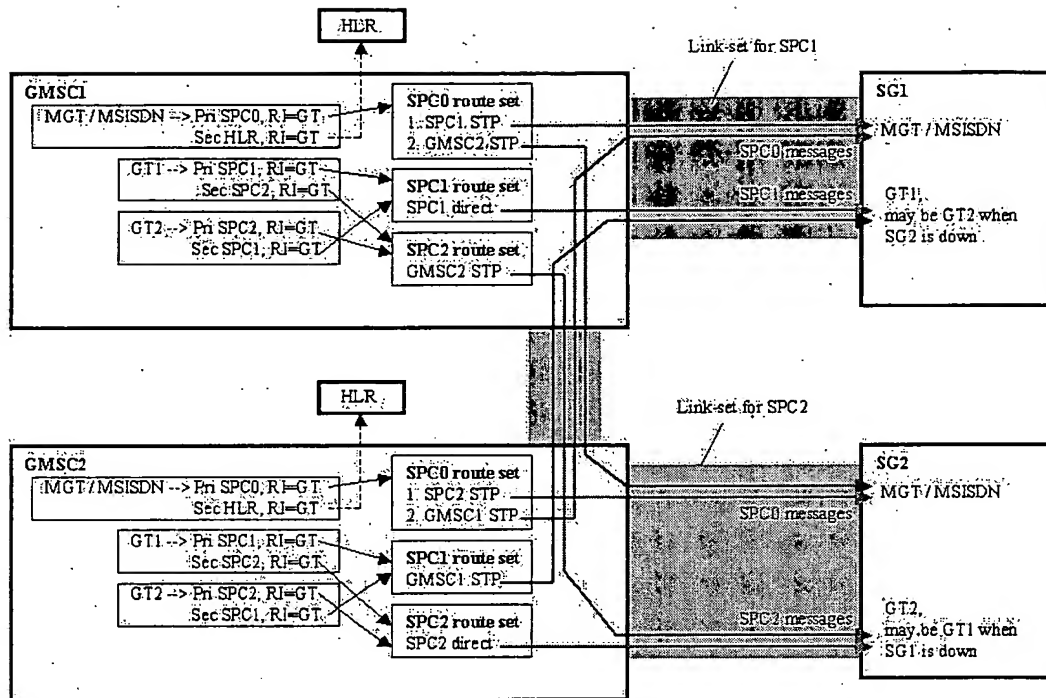 HLR
Link-set for SPC1
GMSC1
MGT / MSISDN --> Pri SPC0, RI=GT
Sec HLR, RI=GT
GT1 --> Pri SPC1, RI=GT
Sec SPC2, RI=GT
GT2 --> Pri SPC2, RI=GT
Sec SPC1, RI=GT
SPC0 route set
1. SPC1 STP
2. GMSC2 STP
SPC1 route set
SPC1 direct
SPC2 route set
GMSC2 STP
SPC0 messages
SPC1 messages
SG1
MGT / MSISDN
GT1,
may be GT2 when
SG2 is down
HLR
Link-set for SPC2
GMSC2
MGT / MSISDN --> Pri SPC0, RI=GT
Sec HLR, RI=GT
GT1 --> Pri SPC1, RI=GT
Sec SPC2, RI=GT
GT2 --> Pri SPC2, RI=GT
Sec SPC1, RI=GT
SPC0 route set
1. SPC2 STP
2. GMSC1 STP
SPC1 route set
GMSC1 STP
SPC2 route set
SPC2 direct
SPC0 messages
SPC2 messages
SG2
MGT / MSISDN
GT2,
may be GT1 when
SG1 is down